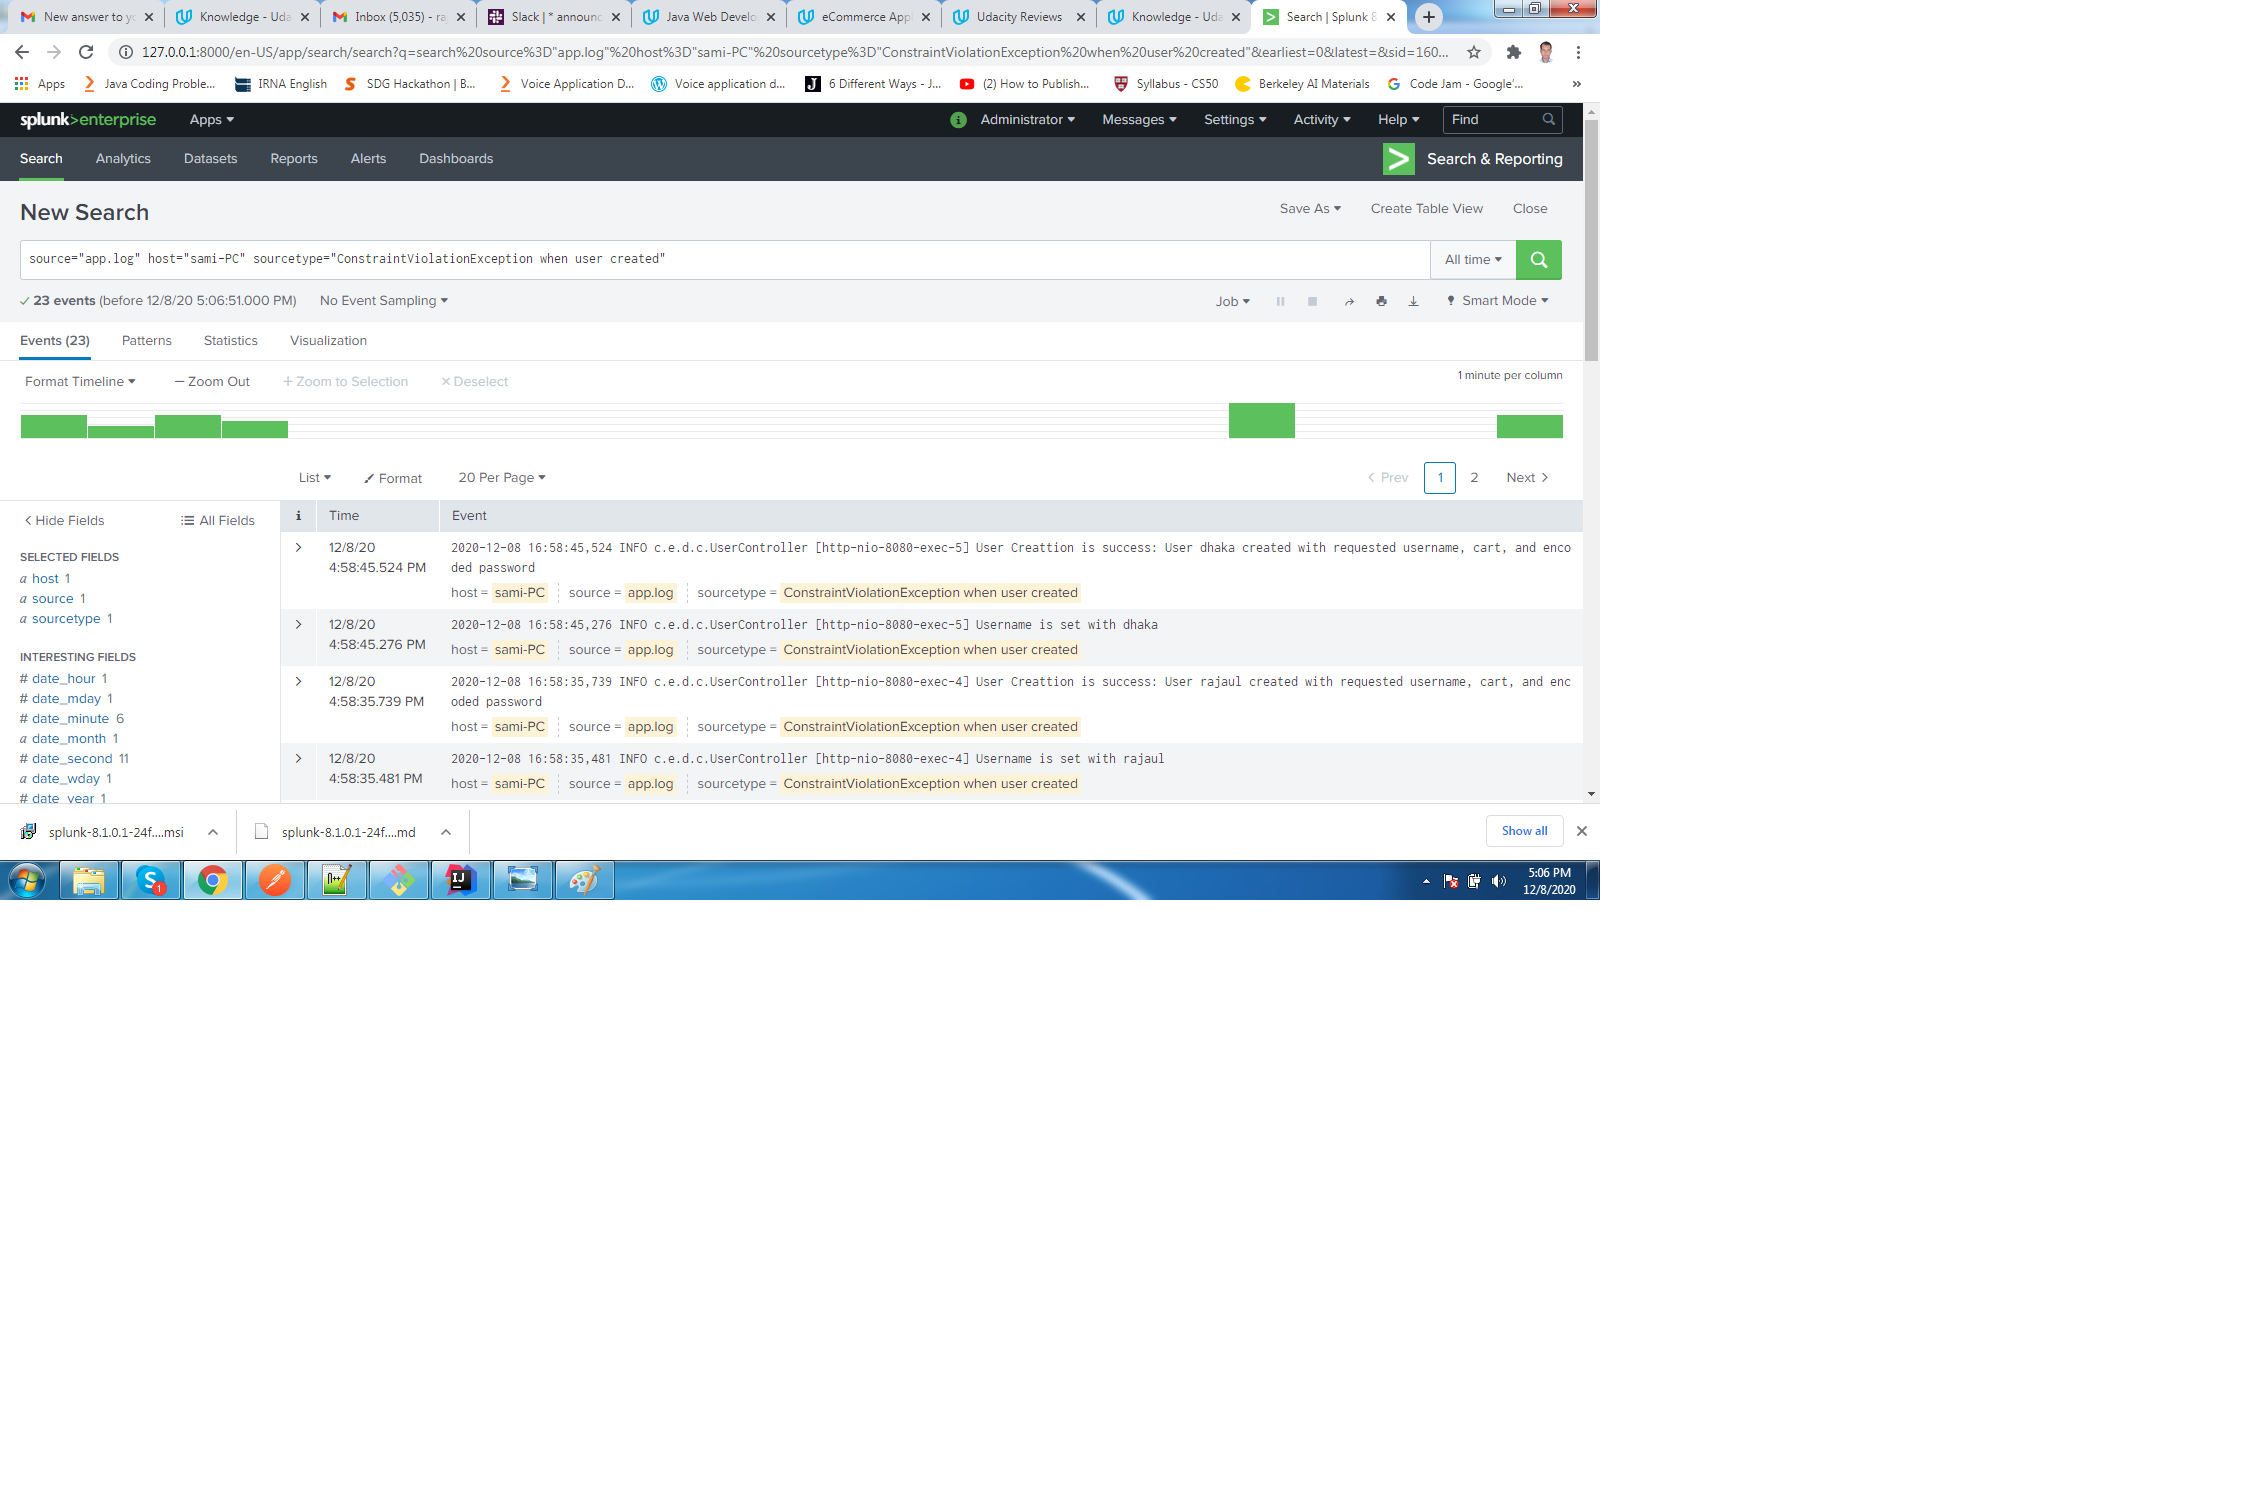 New answer to yo
Knowledge - Uda
Inbox (5,035) - ra
Slack | * announc
Java Web Develo
eCommerce Appl
Udacity Reviews
Knowledge - Uda
Search | Splunk 8
127.0.0.1:8000/en-US/app/search/search?q=search%20source%3D"app.log"%20host%3D"sami-PC"%20sourcetype%3D"ConstraintViolationException%20when%20user%20created"&earliest=0&latest=&sid=160...
Apps
Java Coding Proble...
IRNA English
SDG Hackathon | B...
Voice Application D...
Voice application d...
6 Different Ways - J...
(2) How to Publish...
Syllabus - CS50
Berkeley AI Materials
Code Jam - Google'...
»
splunk>enterprise
Apps
Administrator
Messages
Settings
Activity
Help
Find
Search
Analytics
Datasets
Reports
Alerts
Dashboards
Search & Reporting
New Search
Save As
Create Table View
Close
source="app.log" host="sami-PC" sourcetype="ConstraintViolationException when user created"
All time
✓ 23 events (before 12/8/20 5:06:51.000 PM)
No Event Sampling
Job
Smart Mode
Events (23)
Patterns
Statistics
Visualization
Format Timeline
— Zoom Out
+ Zoom to Selection
× Deselect
1 minute per column
List
Format
20 Per Page
< Prev
1
2
Next >
< Hide Fields
All Fields
SELECTED FIELDS
a host 1
a source 1
a sourcetype 1
INTERESTING FIELDS
# date_hour 1
# date_mday 1
# date_minute 6
a date_month 1
# date_second 11
a date_wday 1
# date_year 1
i
Time
Event
12/8/20
4:58:45.524 PM
2020-12-08 16:58:45,524 INFO c.e.d.c.UserController [http-nio-8080-exec-5] User Creattion is success: User dhaka created with requested username, cart, and enco
ded password
host = sami-PC
source = app.log
sourcetype = ConstraintViolationException when user created
12/8/20
4:58:45.276 PM
2020-12-08 16:58:45,276 INFO c.e.d.c.UserController [http-nio-8080-exec-5] Username is set with dhaka
host = sami-PC
source = app.log
sourcetype = ConstraintViolationException when user created
12/8/20
4:58:35.739 PM
2020-12-08 16:58:35,739 INFO c.e.d.c.UserController [http-nio-8080-exec-4] User Creattion is success: User rajaul created with requested username, cart, and enc
oded password
host = sami-PC
source = app.log
sourcetype = ConstraintViolationException when user created
12/8/20
4:58:35.481 PM
2020-12-08 16:58:35,481 INFO c.e.d.c.UserController [http-nio-8080-exec-4] Username is set with rajaul
host = sami-PC
source = app.log
sourcetype = ConstraintViolationException when user created
splunk-8.1.0.1-24f....msi
splunk-8.1.0.1-24f....md
Show all
5:06 PM
12/8/2020